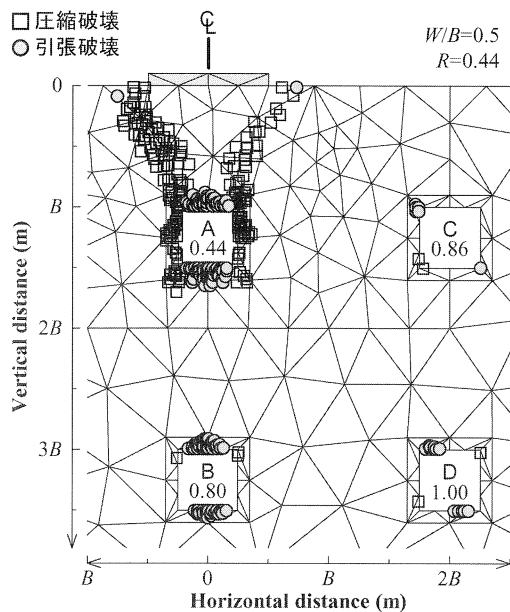 圧縮破壊
引張破壊
CL
W/B=0.5
R=0.44
0
B
2B
3B
Vertical distance (m)
A
0.44
C
0.86
B
0.80
D
1.00
B
0
B
2B
Horizontal distance (m)